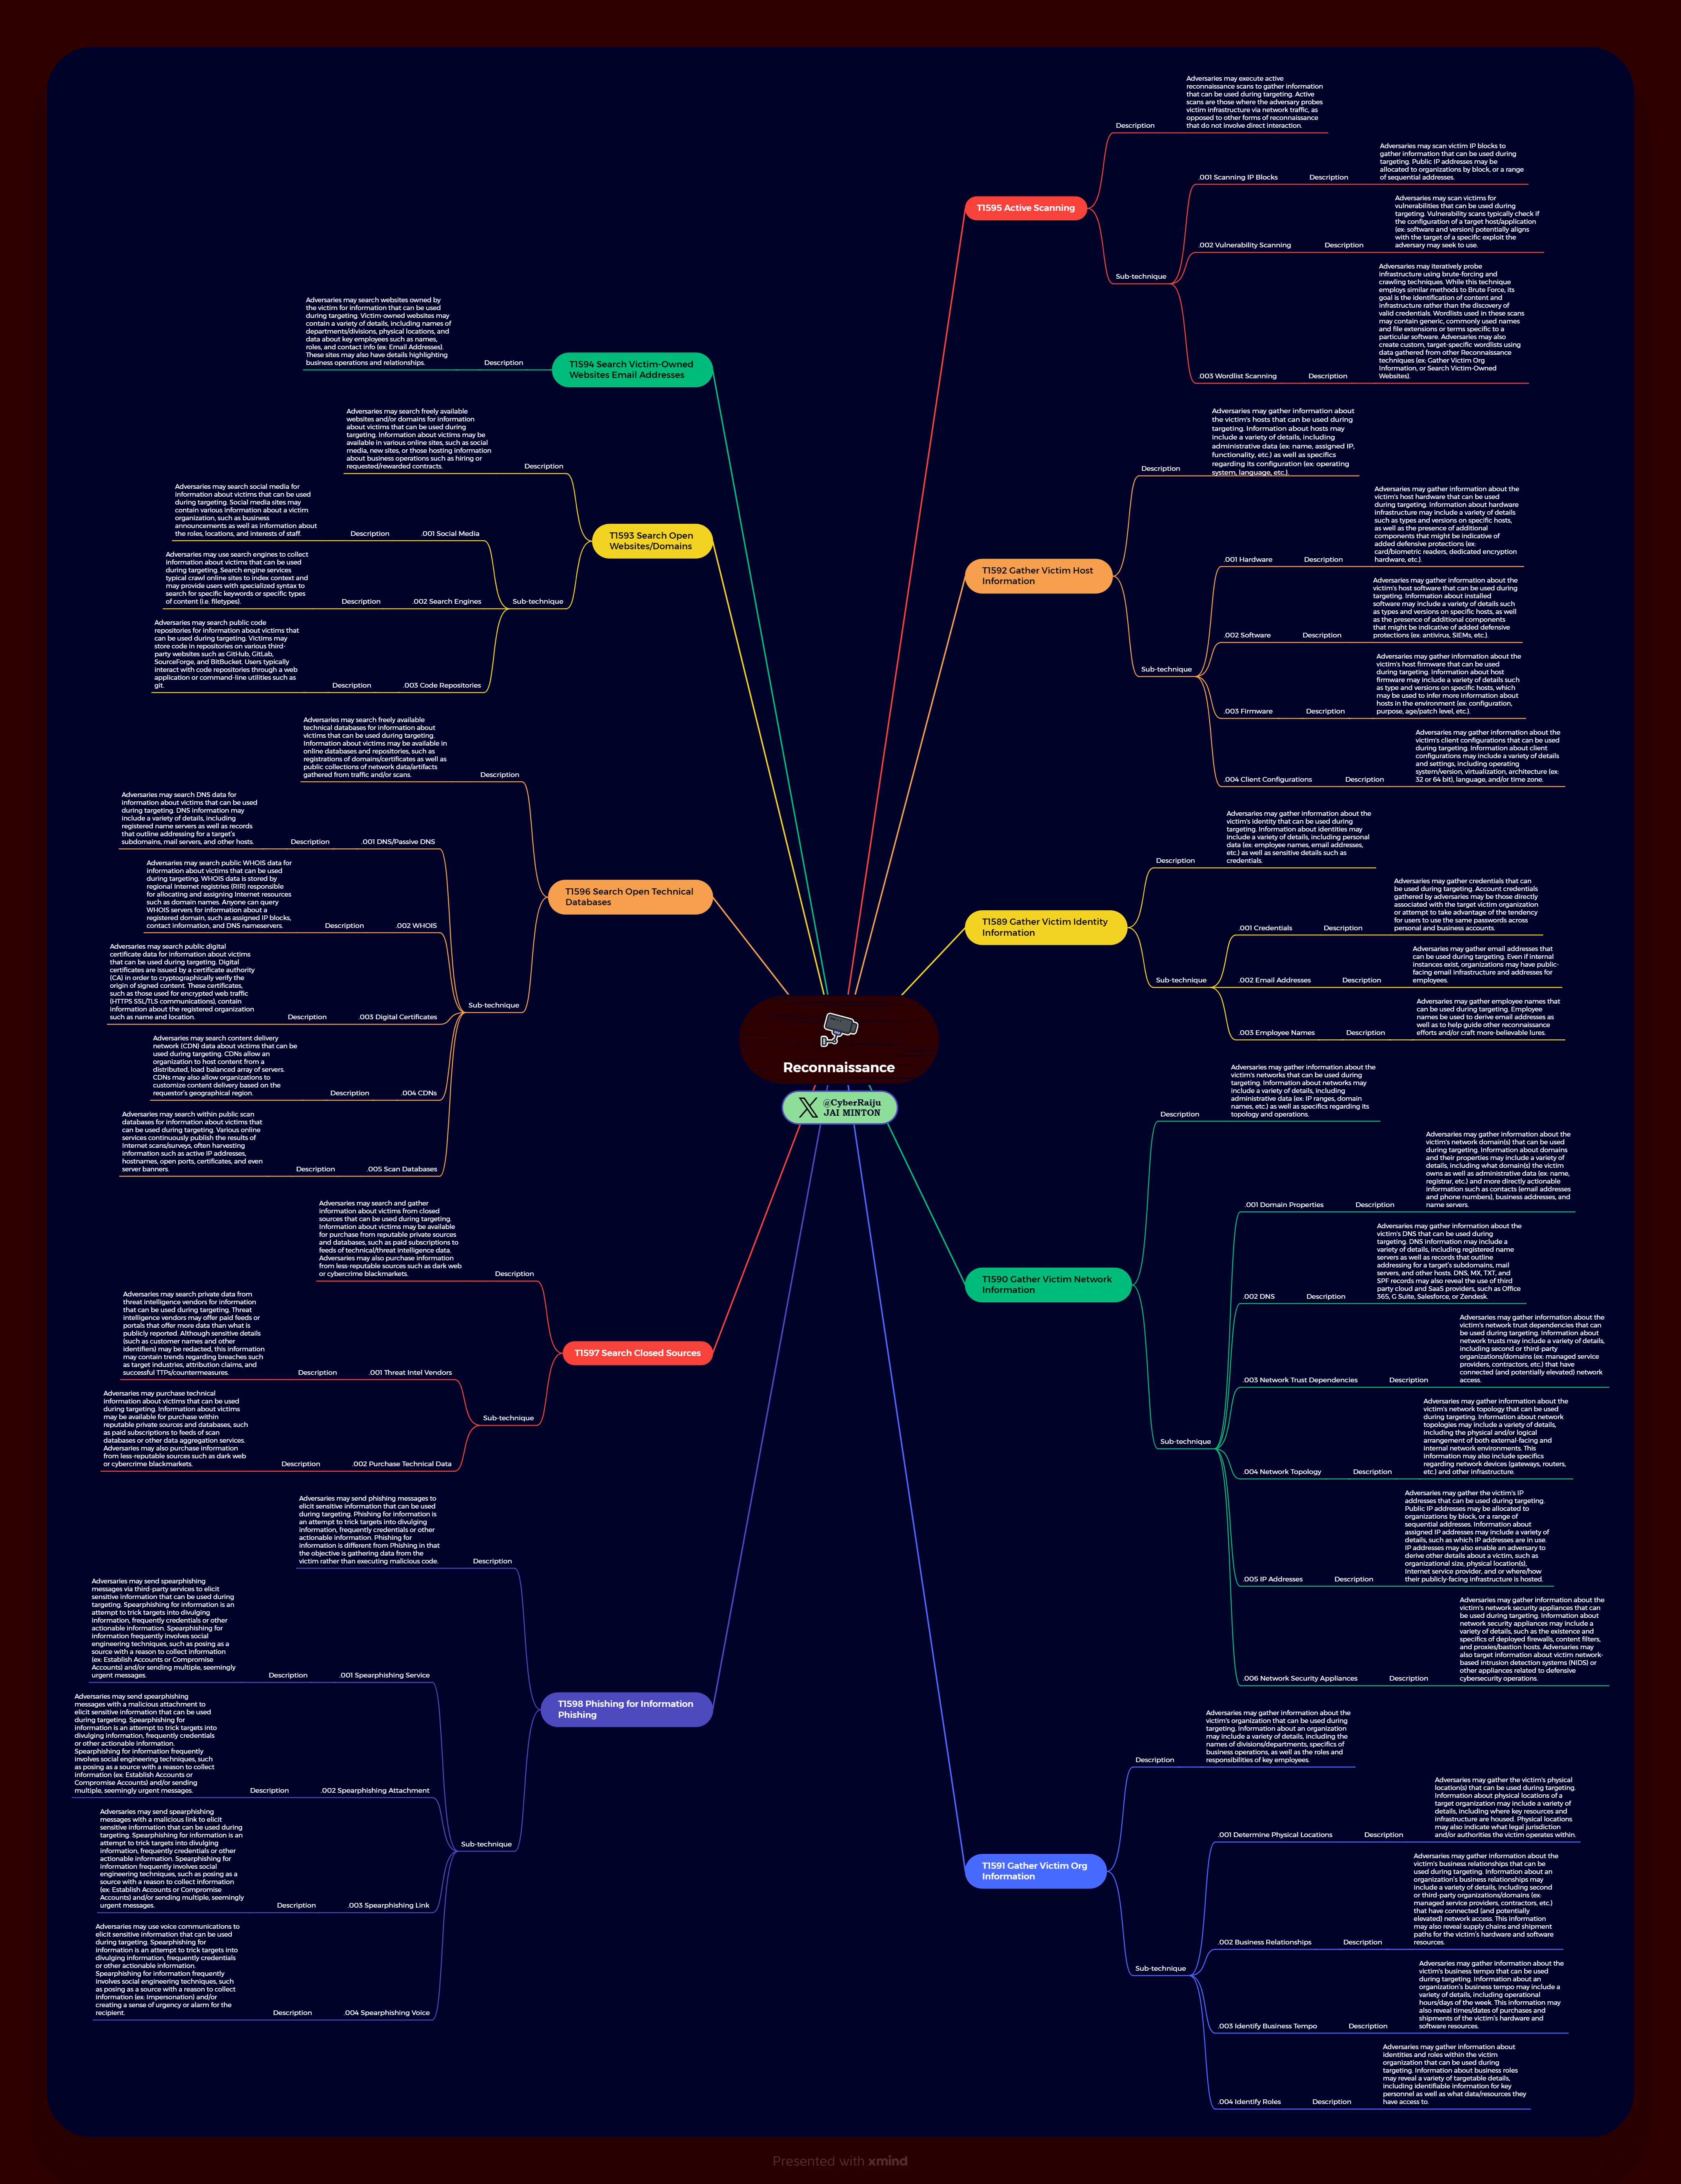 Reconnaissance
@CyberRaiju
JAI MINTON
T1595 Active Scanning
Description
Adversaries may execute active
reconnaissance scans to gather information
that can be used during targeting. Active
scans are those where the adversary probes
victim infrastructure via network traffic, as
opposed to other forms of reconnaissance
that do not involve direct interaction.
Sub-technique
.001 Scanning IP Blocks
Description
Adversaries may scan victim IP blocks to
gather information that can be used during
targeting. Public IP addresses may be
allocated to organizations by block, or a range
of sequential addresses.
.002 Vulnerability Scanning
Description
Adversaries may scan victims for
vulnerabilities that can be used during
targeting. Vulnerability scans typically check if
the configuration of a target host/application
(ex: software and version) potentially aligns
with the target of a specific exploit the
adversary may seek to use.
.003 Wordlist Scanning
Description
Adversaries may iteratively probe
infrastructure using brute-forcing and
crawling techniques. While this technique
employs similar methods to Brute Force, its
goal is the identification of content and
infrastructure rather than the discovery of
valid credentials. Wordlists used in these scans
may contain generic, commonly used names
and file extensions or terms specific to a
particular software. Adversaries may also
create custom, target-specific wordlists using
data gathered from other Reconnaissance
techniques (ex: Gather Victim Org
Information, or Search Victim-Owned
Websites).
T1592 Gather Victim Host
Information
Description
Adversaries may gather information about
the victim's hosts that can be used during
targeting. Information about hosts may
include a variety of details, including
administrative data (ex: name, assigned IP,
functionality, etc.) as well as specifics
regarding its configuration (ex: operating
system, language, etc.).
Sub-technique
.001 Hardware
Description
Adversaries may gather information about the
victim's host hardware that can be used
during targeting. Information about hardware
infrastructure may include a variety of details
such as types and versions on specific hosts,
as well as the presence of additional
components that might be indicative of
added defensive protections (ex:
card/biometric readers, dedicated encryption
hardware, etc.).
.002 Software
Description
Adversaries may gather information about the
victim's host software that can be used during
targeting. Information about installed
software may include a variety of details such
as types and versions on specific hosts, as well
as the presence of additional components
that might be indicative of added defensive
protections (ex: antivirus, SIEMs, etc.).
.003 Firmware
Description
Adversaries may gather information about the
victim's host firmware that can be used
during targeting. Information about host
firmware may include a variety of details such
as type and versions on specific hosts, which
may be used to infer more information about
hosts in the environment (ex: configuration,
purpose, age/patch level, etc.).
.004 Client Configurations
Description
Adversaries may gather information about the
victim's client configurations that can be used
during targeting. Information about client
configurations may include a variety of details
and settings, including operating
system/version, virtualization, architecture (ex:
32 or 64 bit), language, and/or time zone.
T1589 Gather Victim Identity
Information
Description
Adversaries may gather information about the
victim's identity that can be used during
targeting. Information about identities may
include a variety of details, including personal
data (ex: employee names, email addresses,
etc.) as well as sensitive details such as
credentials.
Sub-technique
.001 Credentials
Description
Adversaries may gather credentials that can
be used during targeting. Account credentials
gathered by adversaries may be those directly
associated with the target victim organization
or attempt to take advantage of the tendency
for users to use the same passwords across
personal and business accounts.
.002 Email Addresses
Description
Adversaries may gather email addresses that
can be used during targeting. Even if internal
instances exist, organizations may have public-
facing email infrastructure and addresses for
employees.
.003 Employee Names
Description
Adversaries may gather employee names that
can be used during targeting. Employee
names be used to derive email addresses as
well as to help guide other reconnaissance
efforts and/or craft more-believable lures.
T1590 Gather Victim Network
Information
Description
Adversaries may gather information about the
victim's networks that can be used during
targeting. Information about networks may
include a variety of details, including
administrative data (ex: IP ranges, domain
names, etc.) as well as specifics regarding its
topology and operations.
Sub-technique
.001 Domain Properties
Description
Adversaries may gather information about the
victim's network domain(s) that can be used
during targeting. Information about domains
and their properties may include a variety of
details, including what domain(s) the victim
owns as well as administrative data (ex: name,
registrar, etc.) and more directly actionable
information such as contacts (email addresses
and phone numbers), business addresses, and
name servers.
.002 DNS
Description
Adversaries may gather information about the
victim's DNS that can be used during
targeting. DNS information may include a
variety of details, including registered name
servers as well as records that outline
addressing for a target's subdomains, mail
servers, and other hosts. DNS, MX, TXT, and
SPF records may also reveal the use of third
party cloud and SaaS providers, such as Office
365, G Suite, Salesforce, or Zendesk.
.003 Network Trust Dependencies
Description
Adversaries may gather information about the
victim's network trust dependencies that can
be used during targeting. Information about
network trusts may include a variety of details,
including second or third-party
organizations/domains (ex: managed service
providers, contractors, etc.) that have
connected (and potentially elevated) network
access.
.004 Network Topology
Description
Adversaries may gather information about the
victim's network topology that can be used
during targeting. Information about network
topologies may include a variety of details,
including the physical and/or logical
arrangement of both external-facing and
internal network environments. This
information may also include specifics
regarding network devices (gateways, routers,
etc.) and other infrastructure.
.005 IP Addresses
Description
Adversaries may gather the victim's IP
addresses that can be used during targeting.
Public IP addresses may be allocated to
organizations by block, or a range of
sequential addresses. Information about
assigned IP addresses may include a variety of
details, such as which IP addresses are in use.
IP addresses may also enable an adversary to
derive other details about a victim, such as
organizational size, physical location(s),
Internet service provider, and or where/how
their publicly-facing infrastructure is hosted.
.006 Network Security Appliances
Description
Adversaries may gather information about the
victim's network security appliances that can
be used during targeting. Information about
network security appliances may include a
variety of details, such as the existence and
specifics of deployed firewalls, content filters,
and proxies/bastion hosts. Adversaries may
also target information about victim network-
based intrusion detection systems (NIDS) or
other appliances related to defensive
cybersecurity operations.
T1591 Gather Victim Org
Information
Description
Adversaries may gather information about the
victim's organization that can be used during
targeting. Information about an organization
may include a variety of details, including the
names of divisions/departments, specifics of
business operations, as well as the roles and
responsibilities of key employees.
Sub-technique
.001 Determine Physical Locations
Description
Adversaries may gather the victim's physical
location(s) that can be used during targeting.
Information about physical locations of a
target organization may include a variety of
details, including where key resources and
infrastructure are housed. Physical locations
may also indicate what legal jurisdiction
and/or authorities the victim operates within.
.002 Business Relationships
Description
Adversaries may gather information about the
victim's business relationships that can be
used during targeting. Information about an
organization's business relationships may
include a variety of details, including second
or third-party organizations/domains (ex:
managed service providers, contractors, etc.)
that have connected (and potentially
elevated) network access. This information
may also reveal supply chains and shipment
paths for the victim's hardware and software
resources.
.003 Identify Business Tempo
Description
Adversaries may gather information about the
victim's business tempo that can be used
during targeting. Information about an
organization's business tempo may include a
variety of details, including operational
hours/days of the week. This information may
also reveal times/dates of purchases and
shipments of the victim's hardware and
software resources.
.004 Identify Roles
Description
Adversaries may gather information about
identities and roles within the victim
organization that can be used during
targeting. Information about business roles
may reveal a variety of targetable details,
including identifiable information for key
personnel as well as what data/resources they
have access to.
T1594 Search Victim-Owned
Websites Email Addresses
Description
Adversaries may search websites owned by
the victim for information that can be used
during targeting. Victim-owned websites may
contain a variety of details, including names of
departments/divisions, physical locations, and
data about key employees such as names,
roles, and contact info (ex: Email Addresses).
These sites may also have details highlighting
business operations and relationships.
T1593 Search Open
Websites/Domains
Description
Adversaries may search freely available
websites and/or domains for information
about victims that can be used during
targeting. Information about victims may be
available in various online sites, such as social
media, new sites, or those hosting information
about business operations such as hiring or
requested/rewarded contracts.
Sub-technique
.001 Social Media
Description
Adversaries may search social media for
information about victims that can be used
during targeting. Social media sites may
contain various information about a victim
organization, such as business
announcements as well as information about
the roles, locations, and interests of staff.
.002 Search Engines
Description
Adversaries may use search engines to collect
information about victims that can be used
during targeting. Search engine services
typical crawl online sites to index context and
may provide users with specialized syntax to
search for specific keywords or specific types
of content (i.e. filetypes).
.003 Code Repositories
Description
Adversaries may search public code
repositories for information about victims that
can be used during targeting. Victims may
store code in repositories on various third-
party websites such as GitHub, GitLab,
SourceForge, and BitBucket. Users typically
interact with code repositories through a web
application or command-line utilities such as
git.
T1596 Search Open Technical
Databases
Description
Adversaries may search freely available
technical databases for information about
victims that can be used during targeting.
Information about victims may be available in
online databases and repositories, such as
registrations of domains/certificates as well as
public collections of network data/artifacts
gathered from traffic and/or scans.
Sub-technique
.001 DNS/Passive DNS
Description
Adversaries may search DNS data for
information about victims that can be used
during targeting. DNS information may
include a variety of details, including
registered name servers as well as records
that outline addressing for a target's
subdomains, mail servers, and other hosts.
.002 WHOIS
Description
Adversaries may search public WHOIS data for
information about victims that can be used
during targeting. WHOIS data is stored by
regional Internet registries (RIR) responsible
for allocating and assigning Internet resources
such as domain names. Anyone can query
WHOIS servers for information about a
registered domain, such as assigned IP blocks,
contact information, and DNS nameservers.
.003 Digital Certificates
Description
Adversaries may search public digital
certificate data for information about victims
that can be used during targeting. Digital
certificates are issued by a certificate authority
(CA) in order to cryptographically verify the
origin of signed content. These certificates,
such as those used for encrypted web traffic
(HTTPS SSL/TLS communications), contain
information about the registered organization
such as name and location.
.004 CDNs
Description
Adversaries may search content delivery
network (CDN) data about victims that can be
used during targeting. CDNs allow an
organization to host content from a
distributed, load balanced array of servers.
CDNs may also allow organizations to
customize content delivery based on the
requestor's geographical region.
.005 Scan Databases
Description
Adversaries may search within public scan
databases for information about victims that
can be used during targeting. Various online
services continuously publish the results of
Internet scans/surveys, often harvesting
information such as active IP addresses,
hostnames, open ports, certificates, and even
server banners.
T1597 Search Closed Sources
Description
Adversaries may search and gather
information about victims from closed
sources that can be used during targeting.
Information about victims may be available
for purchase from reputable private sources
and databases, such as paid subscriptions to
feeds of technical/threat intelligence data.
Adversaries may also purchase information
from less-reputable sources such as dark web
or cybercrime blackmarkets.
Sub-technique
.001 Threat Intel Vendors
Description
Adversaries may search private data from
threat intelligence vendors for information
that can be used during targeting. Threat
intelligence vendors may offer paid feeds or
portals that offer more data than what is
publicly reported. Although sensitive details
(such as customer names and other
identifiers) may be redacted, this information
may contain trends regarding breaches such
as target industries, attribution claims, and
successful TTPs/countermeasures.
.002 Purchase Technical Data
Description
Adversaries may purchase technical
information about victims that can be used
during targeting. Information about victims
may be available for purchase within
reputable private sources and databases, such
as paid subscriptions to feeds of scan
databases or other data aggregation services.
Adversaries may also purchase information
from less-reputable sources such as dark web
or cybercrime blackmarkets.
T1598 Phishing for Information
Phishing
Description
Adversaries may send phishing messages to
elicit sensitive information that can be used
during targeting. Phishing for information is
an attempt to trick targets into divulging
information, frequently credentials or other
actionable information. Phishing for
information is different from Phishing in that
the objective is gathering data from the
victim rather than executing malicious code.
Sub-technique
.001 Spearphishing Service
Description
Adversaries may send spearphishing
messages via third-party services to elicit
sensitive information that can be used during
targeting. Spearphishing for information is an
attempt to trick targets into divulging
information, frequently credentials or other
actionable information. Spearphishing for
information frequently involves social
engineering techniques, such as posing as a
source with a reason to collect information
(ex: Establish Accounts or Compromise
Accounts) and/or sending multiple, seemingly
urgent messages.
.002 Spearphishing Attachment
Description
Adversaries may send spearphishing
messages with a malicious attachment to
elicit sensitive information that can be used
during targeting. Spearphishing for
information is an attempt to trick targets into
divulging information, frequently credentials
or other actionable information.
Spearphishing for information frequently
involves social engineering techniques, such
as posing as a source with a reason to collect
information (ex: Establish Accounts or
Compromise Accounts) and/or sending
multiple, seemingly urgent messages.
.003 Spearphishing Link
Description
Adversaries may send spearphishing
messages with a malicious link to elicit
sensitive information that can be used during
targeting. Spearphishing for information is an
attempt to trick targets into divulging
information, frequently credentials or other
actionable information. Spearphishing for
information frequently involves social
engineering techniques, such as posing as a
source with a reason to collect information
(ex: Establish Accounts or Compromise
Accounts) and/or sending multiple, seemingly
urgent messages.
.004 Spearphishing Voice
Description
Adversaries may use voice communications to
elicit sensitive information that can be used
during targeting. Spearphishing for
information is an attempt to trick targets into
divulging information, frequently credentials
or other actionable information.
Spearphishing for information frequently
involves social engineering techniques, such
as posing as a source with a reason to collect
information (ex: Impersonation) and/or
creating a sense of urgency or alarm for the
recipient.
Presented with xmind